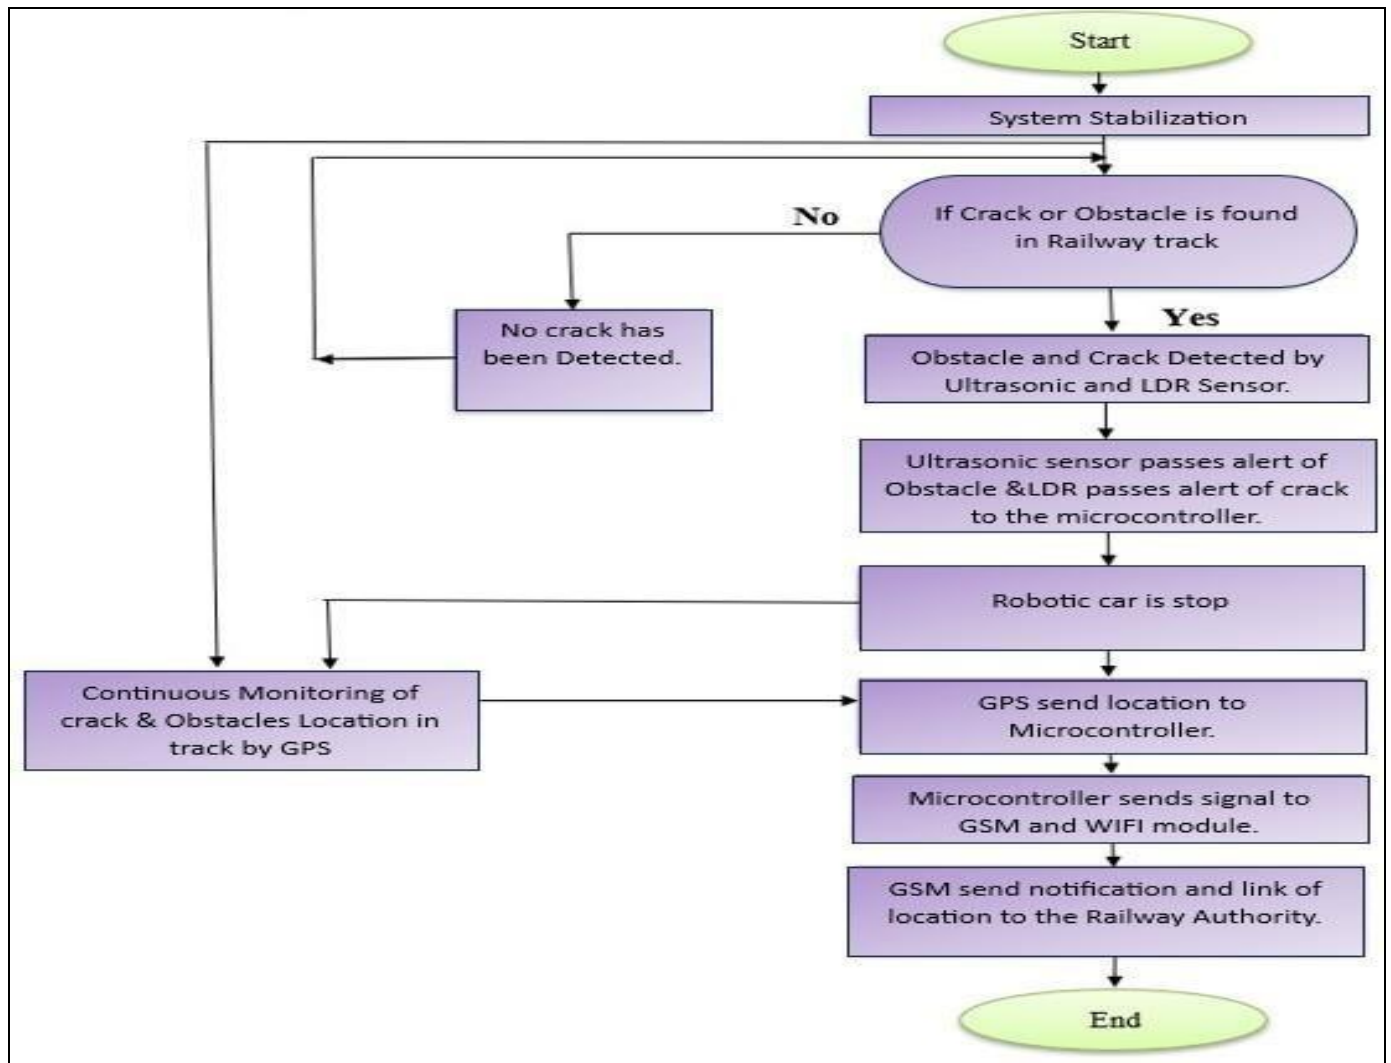 Start
System Stabilization
If Crack or Obstacle is found
in Railway track
No
Yes
No crack has
been Detected.
Obstacle and Crack Detected by
Ultrasonic and LDR Sensor.
Ultrasonic sensor passes alert of
Obstacle &LDR passes alert of crack
to the microcontroller.
Robotic car is stop
Continuous Monitoring of
crack & Obstacles Location in
track by GPS
GPS send location to
Microcontroller.
Microcontroller sends signal to
GSM and WIFI module.
GSM send notification and link of
location to the Railway Authority.
End